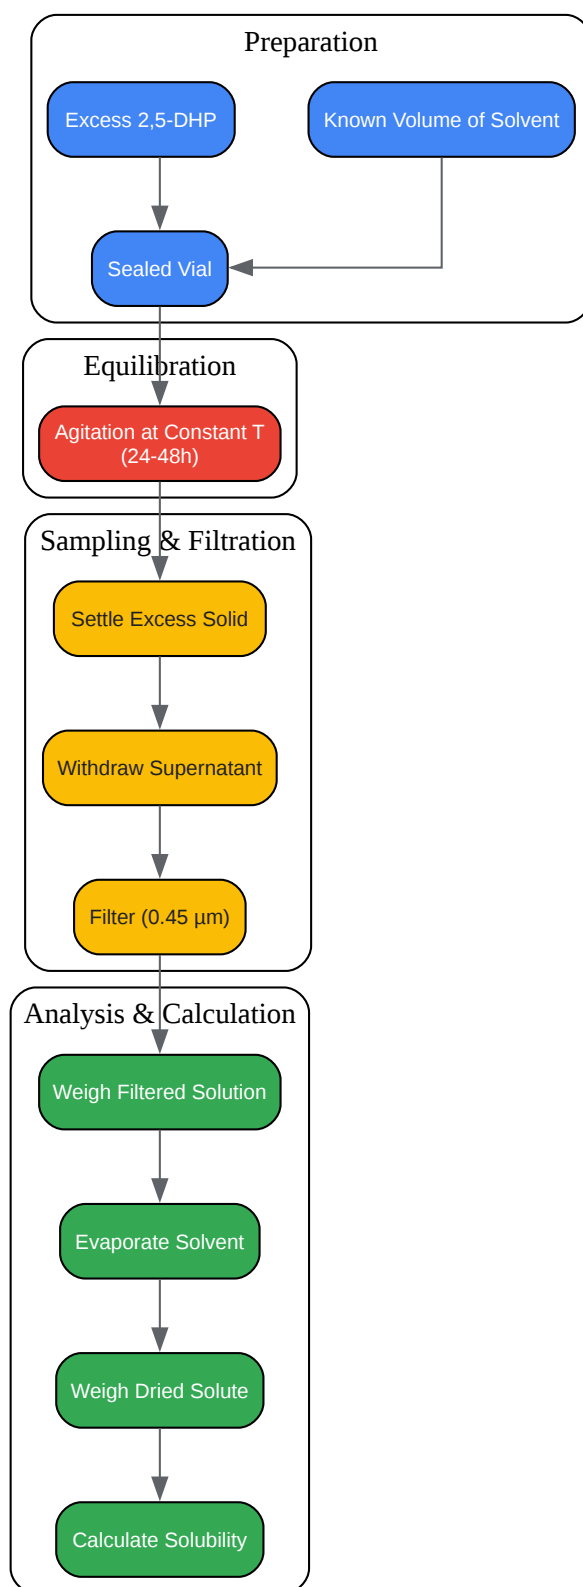 Preparation
Excess 2,5-DHP
Known Volume of Solvent
Sealed Vial
Equilibration
Agitation at Constant T
(24-48h)
Sampling & Filtration
Settle Excess Solid
Withdraw Supernatant
Filter (0.45 µm)
Analysis & Calculation
Weigh Filtered Solution
Evaporate Solvent
Weigh Dried Solute
Calculate Solubility